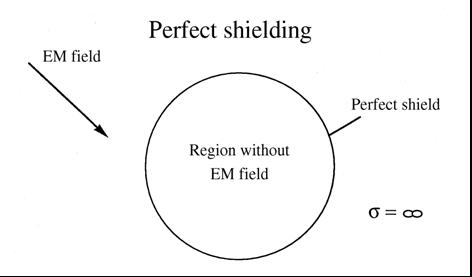 Perfect shielding
EM field
Perfect shield
Region without
EM field
σ = ∞